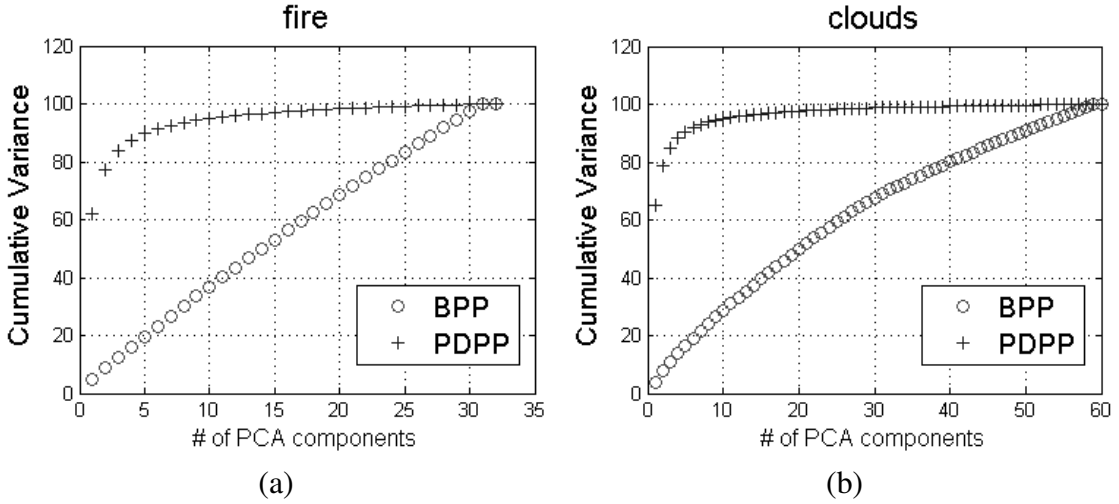 fire
120
100
80
60
40
20
0
Cumulative Variance
0 5 10 15 20 25 30 35
# of PCA components
BPP
PDPP
(a)
clouds
120
100
80
60
40
20
0
Cumulative Variance
0 10 20 30 40 50 60
# of PCA components
BPP
PDPP
(b)